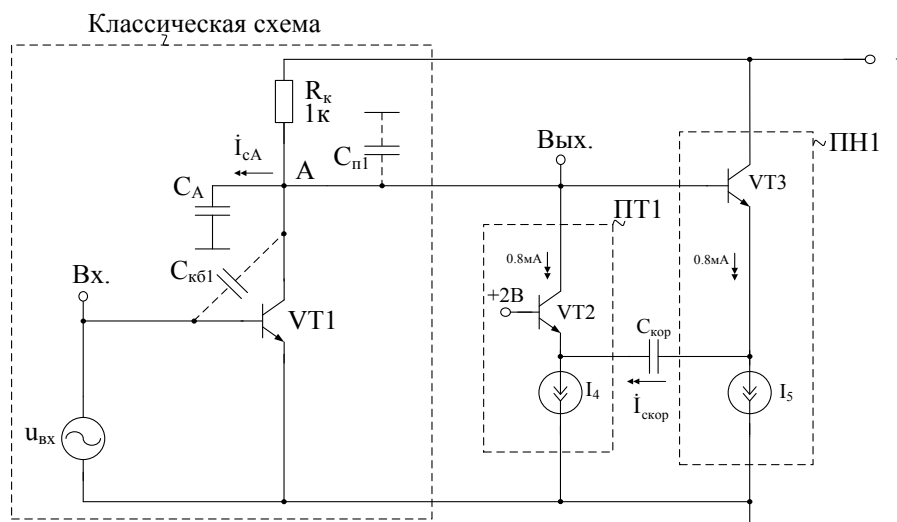 Классическая схема
Rк
1к
İcA
A
Cп1
Вых.
ПН1
CA
ПТ1
VT3
Cкб1
Вх.
0.8мА
0.8мА
+2В
VT1
VT2
Cкор
I4
I5
İскор
uвх